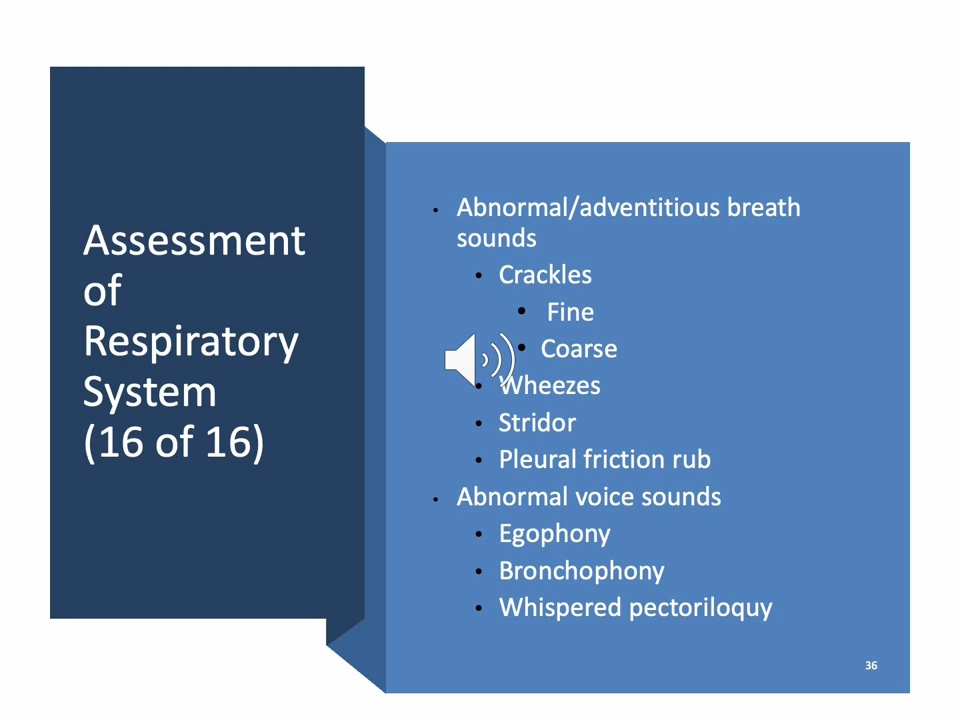 Assessment
of
Respiratory
System
(16 of 16)
• Abnormal/adventitious breath
sounds
• Crackles
• Fine
• Coarse
• Wheezes
• Stridor
• Pleural friction rub
• Abnormal voice sounds
• Egophony
• Bronchophony
• Whispered pectoriloquy
36